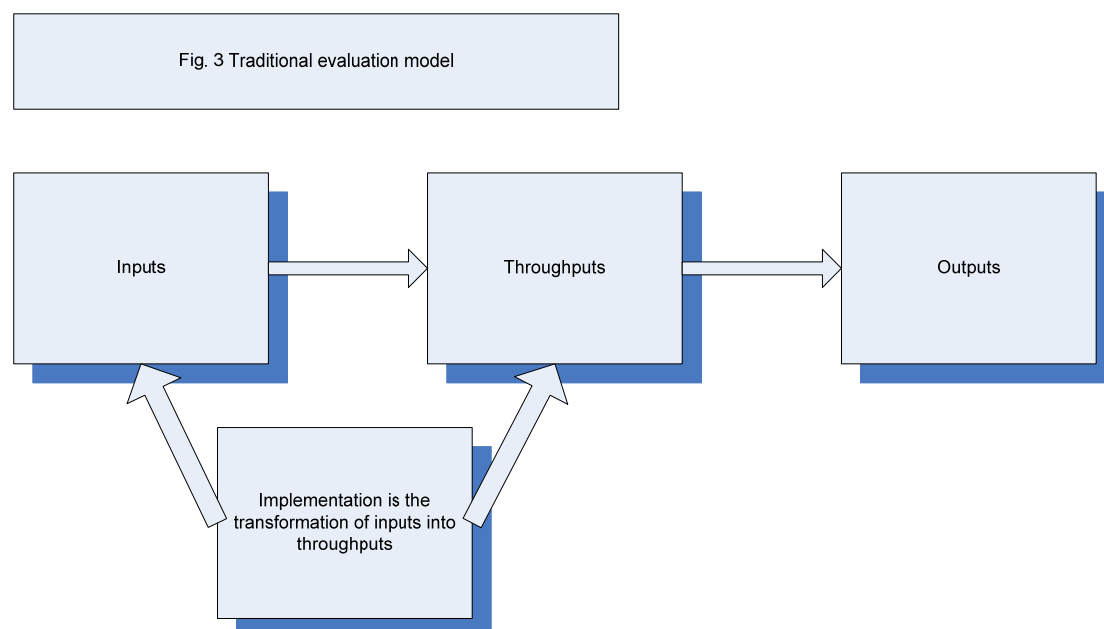 Fig. 3 Traditional evaluation model
Inputs
Throughputs
Outputs
Implementation is the
transformation of inputs into
throughputs